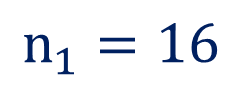 n₁ = 16